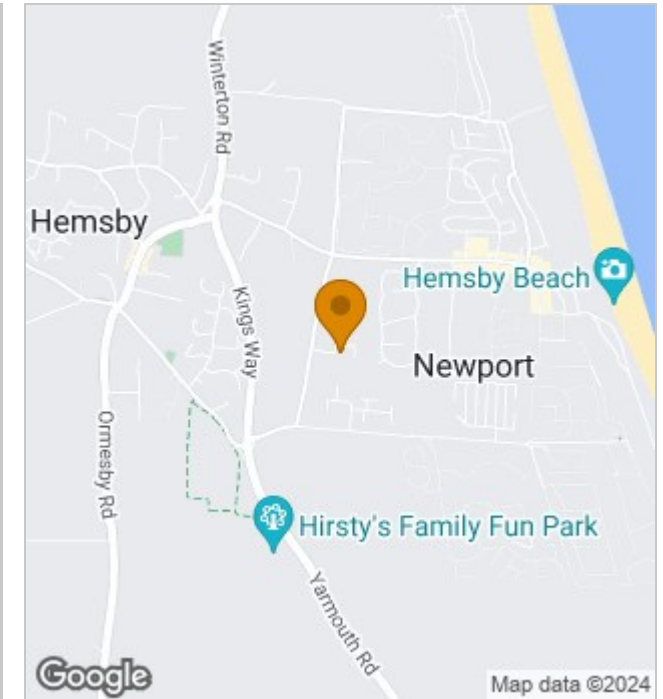 Winterton Rd
Hemsby
Kings Way
Hemsby Beach
Newport
Ormesby Rd
Hirsty's Family Fun Park
Yarmouth Rd
Google
Map data ©2024